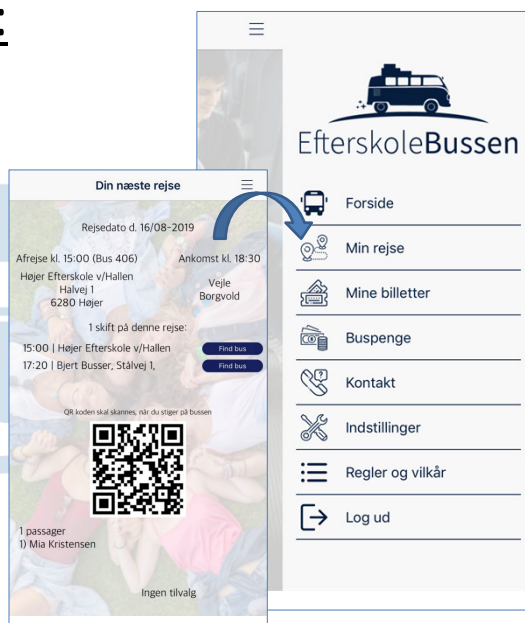 :
EfterskoleBussen
Forside
Min rejse
Mine billetter
Buspenge
Kontakt
Indstillinger
Regler og vilkår
Log ud
Din næste rejse
Rejsedato d. 16/08-2019
Afrejse kl. 15:00 (Bus 406)
Ankomst kl. 18:30
Højer Efterskole v/Hallen
Halvej 1
6280 Højer
Vejle
Borgvold
1 skift på denne rejse:
15:00 | Højer Efterskole v/Hallen
Find bus
17:20 | Bjert Busser, Stålvej 1,
Find bus
QR koden skal skannes, når du stiger på bussen
1 passager
1) Mia Kristensen
Ingen tilvalg